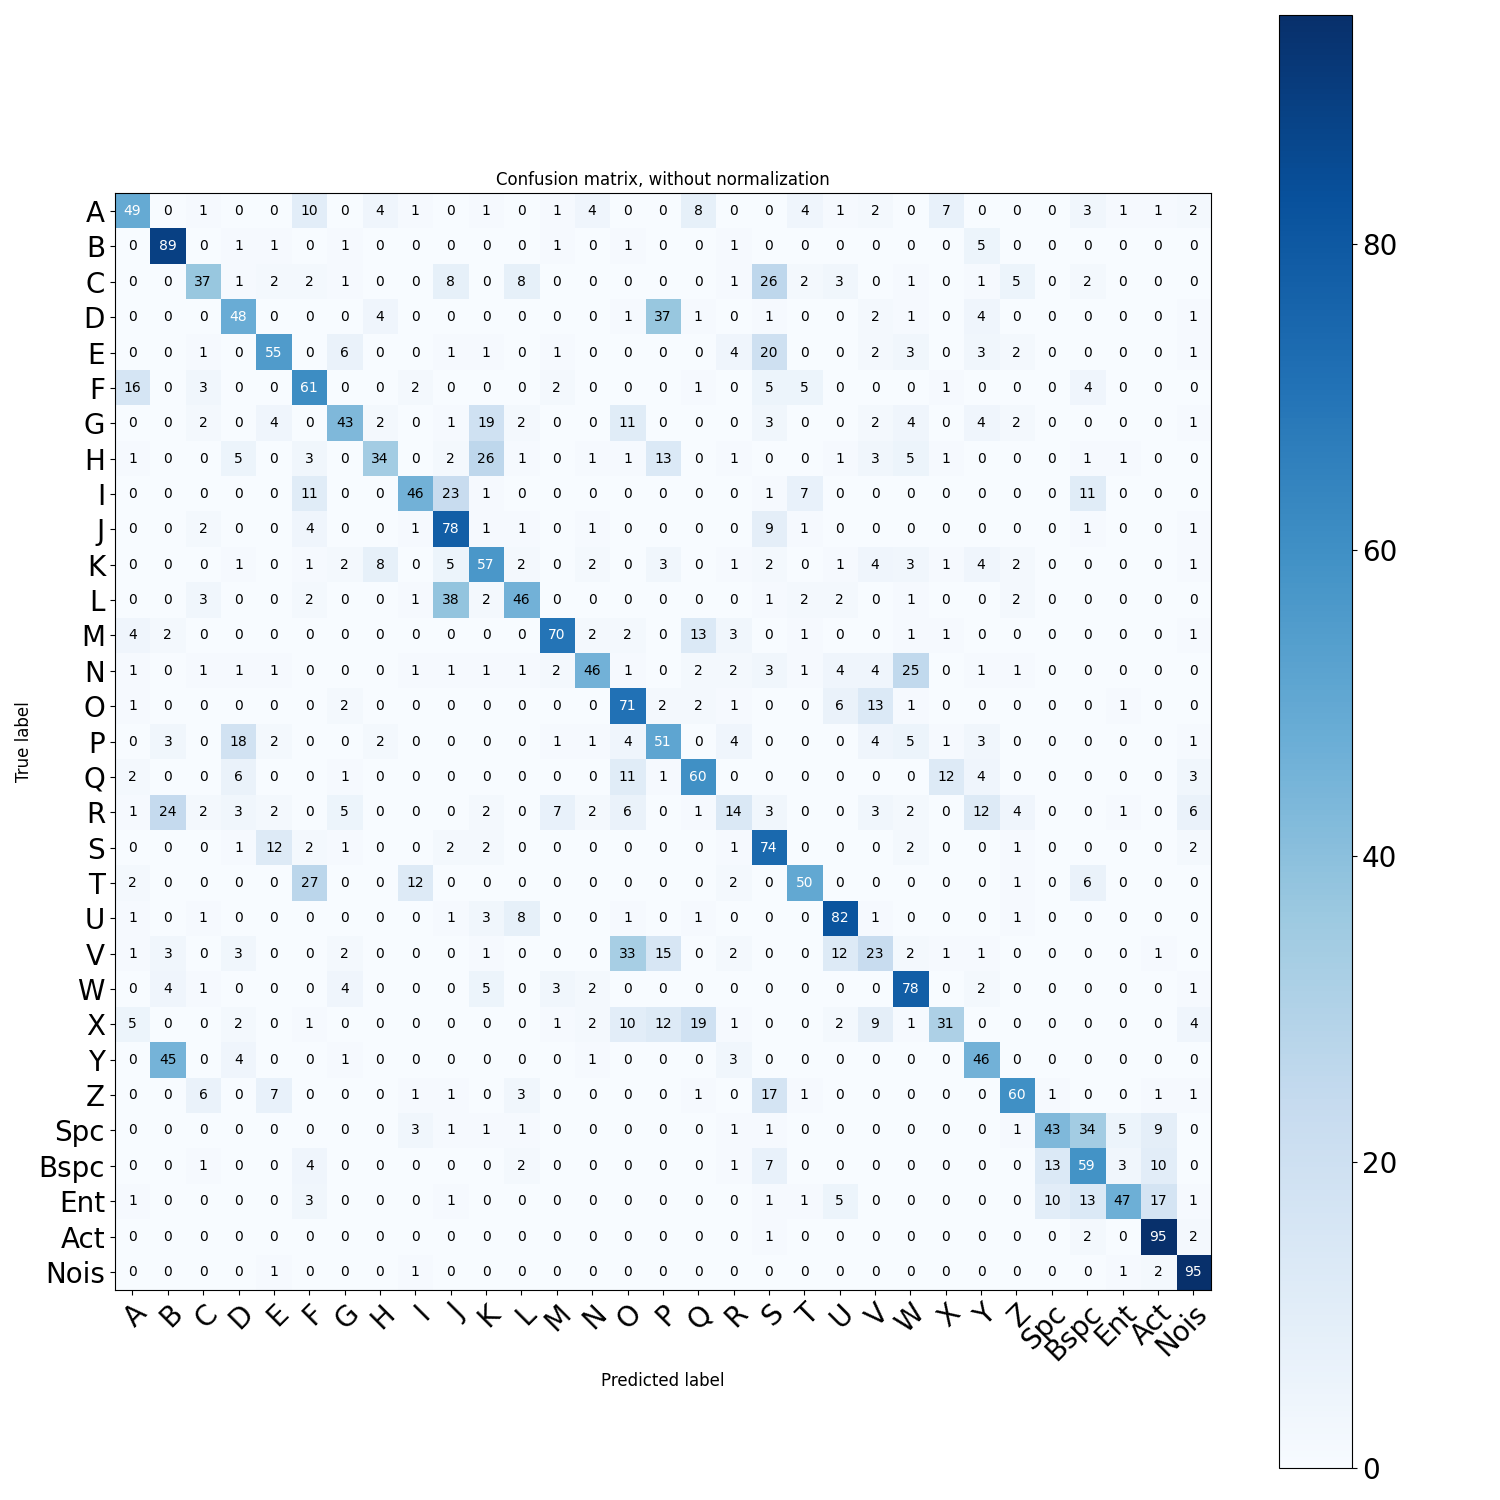 Confusion matrix, without normalization
True label
A 49 0 1 0 0 10 0 4 1 0 1 0 1 4 0 0 8 0 0 4 1 2 0 7 0 0 0 3 1 1 2
B 0 89 0 1 1 0 1 0 0 0 0 0 1 0 1 0 0 1 0 0 0 0 0 0 5 0 0 0 0 0 0
C 0 0 37 1 2 2 1 0 0 8 0 8 0 0 0 0 0 1 26 2 3 0 1 0 1 5 0 2 0 0 0
D 0 0 0 48 0 0 0 4 0 0 0 0 0 0 1 37 1 0 1 0 0 2 1 0 4 0 0 0 0 0 1
E 0 0 1 0 55 0 6 0 0 1 1 0 1 0 0 0 0 4 20 0 0 2 3 0 3 2 0 0 0 0 1
F 16 0 3 0 0 61 0 0 2 0 0 0 2 0 0 0 1 0 5 5 0 0 0 1 0 0 0 4 0 0 0
G 0 0 2 0 4 0 43 2 0 1 19 2 0 0 11 0 0 0 3 0 0 2 4 0 4 2 0 0 0 0 1
H 1 0 0 5 0 3 0 34 0 2 26 1 0 1 1 13 0 1 0 0 1 3 5 1 0 0 0 1 1 0 0
I 0 0 0 0 0 11 0 0 46 23 1 0 0 0 0 0 0 0 1 7 0 0 0 0 0 0 0 11 0 0 0
J 0 0 2 0 0 4 0 0 1 78 1 1 0 1 0 0 0 0 9 1 0 0 0 0 0 0 0 1 0 0 1
K 0 0 0 1 0 1 2 8 0 5 57 2 0 2 0 3 0 1 2 0 1 4 3 1 4 2 0 0 0 0 1
L 0 0 3 0 0 2 0 0 1 38 2 46 0 0 0 0 0 0 1 2 2 0 1 0 0 2 0 0 0 0 0
M 4 2 0 0 0 0 0 0 0 0 0 0 70 2 2 0 13 3 0 1 0 0 1 1 0 0 0 0 0 0 1
N 1 0 1 1 1 0 0 0 1 1 1 1 2 46 1 0 2 2 3 1 4 4 25 0 1 1 0 0 0 0 0
O 1 0 0 0 0 0 2 0 0 0 0 0 0 0 71 2 2 1 0 0 6 13 1 0 0 0 0 0 1 0 0
P 0 3 0 18 2 0 0 2 0 0 0 0 1 1 4 51 0 4 0 0 0 4 5 1 3 0 0 0 0 0 1
Q 2 0 0 6 0 0 1 0 0 0 0 0 0 0 11 1 60 0 0 0 0 0 0 12 4 0 0 0 0 0 3
R 1 24 2 3 2 0 5 0 0 0 2 0 7 2 6 0 1 14 3 0 0 3 2 0 12 4 0 0 1 0 6
S 0 0 0 1 12 2 1 0 0 2 2 0 0 0 0 0 0 1 74 0 0 0 2 0 0 1 0 0 0 0 2
T 2 0 0 0 0 27 0 0 12 0 0 0 0 0 0 0 0 2 0 50 0 0 0 0 0 1 0 6 0 0 0
U 1 0 1 0 0 0 0 0 0 1 3 8 0 0 1 0 1 0 0 0 82 1 0 0 0 1 0 0 0 0 0
V 1 3 0 3 0 0 2 0 0 0 1 0 0 0 33 15 0 2 0 0 12 23 2 1 1 0 0 0 0 1 0
W 0 4 1 0 0 0 4 0 0 0 5 0 3 2 0 0 0 0 0 0 0 0 78 0 2 0 0 0 0 0 1
X 5 0 0 2 0 1 0 0 0 0 0 0 1 2 10 12 19 1 0 0 2 9 1 31 0 0 0 0 0 0 4
Y 0 45 0 4 0 0 1 0 0 0 0 0 0 1 0 0 0 3 0 0 0 0 0 0 46 0 0 0 0 0 0
Z 0 0 6 0 7 0 0 0 1 1 0 3 0 0 0 0 1 0 17 1 0 0 0 0 0 60 1 0 0 1 1
Spc 0 0 0 0 0 0 0 0 3 1 1 1 0 0 0 0 0 1 1 0 0 0 0 0 0 1 43 34 5 9 0
Bspc 0 0 1 0 0 4 0 0 0 0 0 2 0 0 0 0 0 1 7 0 0 0 0 0 0 0 13 59 3 10 0
Ent 1 0 0 0 0 3 0 0 0 1 0 0 0 0 0 0 0 0 1 1 5 0 0 0 0 0 10 13 47 17 1
Act 0 0 0 0 0 0 0 0 0 0 0 0 0 0 0 0 0 0 1 0 0 0 0 0 0 0 0 2 0 95 2
Nois 0 0 0 0 1 0 0 0 1 0 0 0 0 0 0 0 0 0 0 0 0 0 0 0 0 0 0 0 1 2 95
A B C D E F G H I J K L M N O P Q R S T U V W X Y Z Spc Bspc Ent Act Nois
Predicted label
80
60
40
20
0